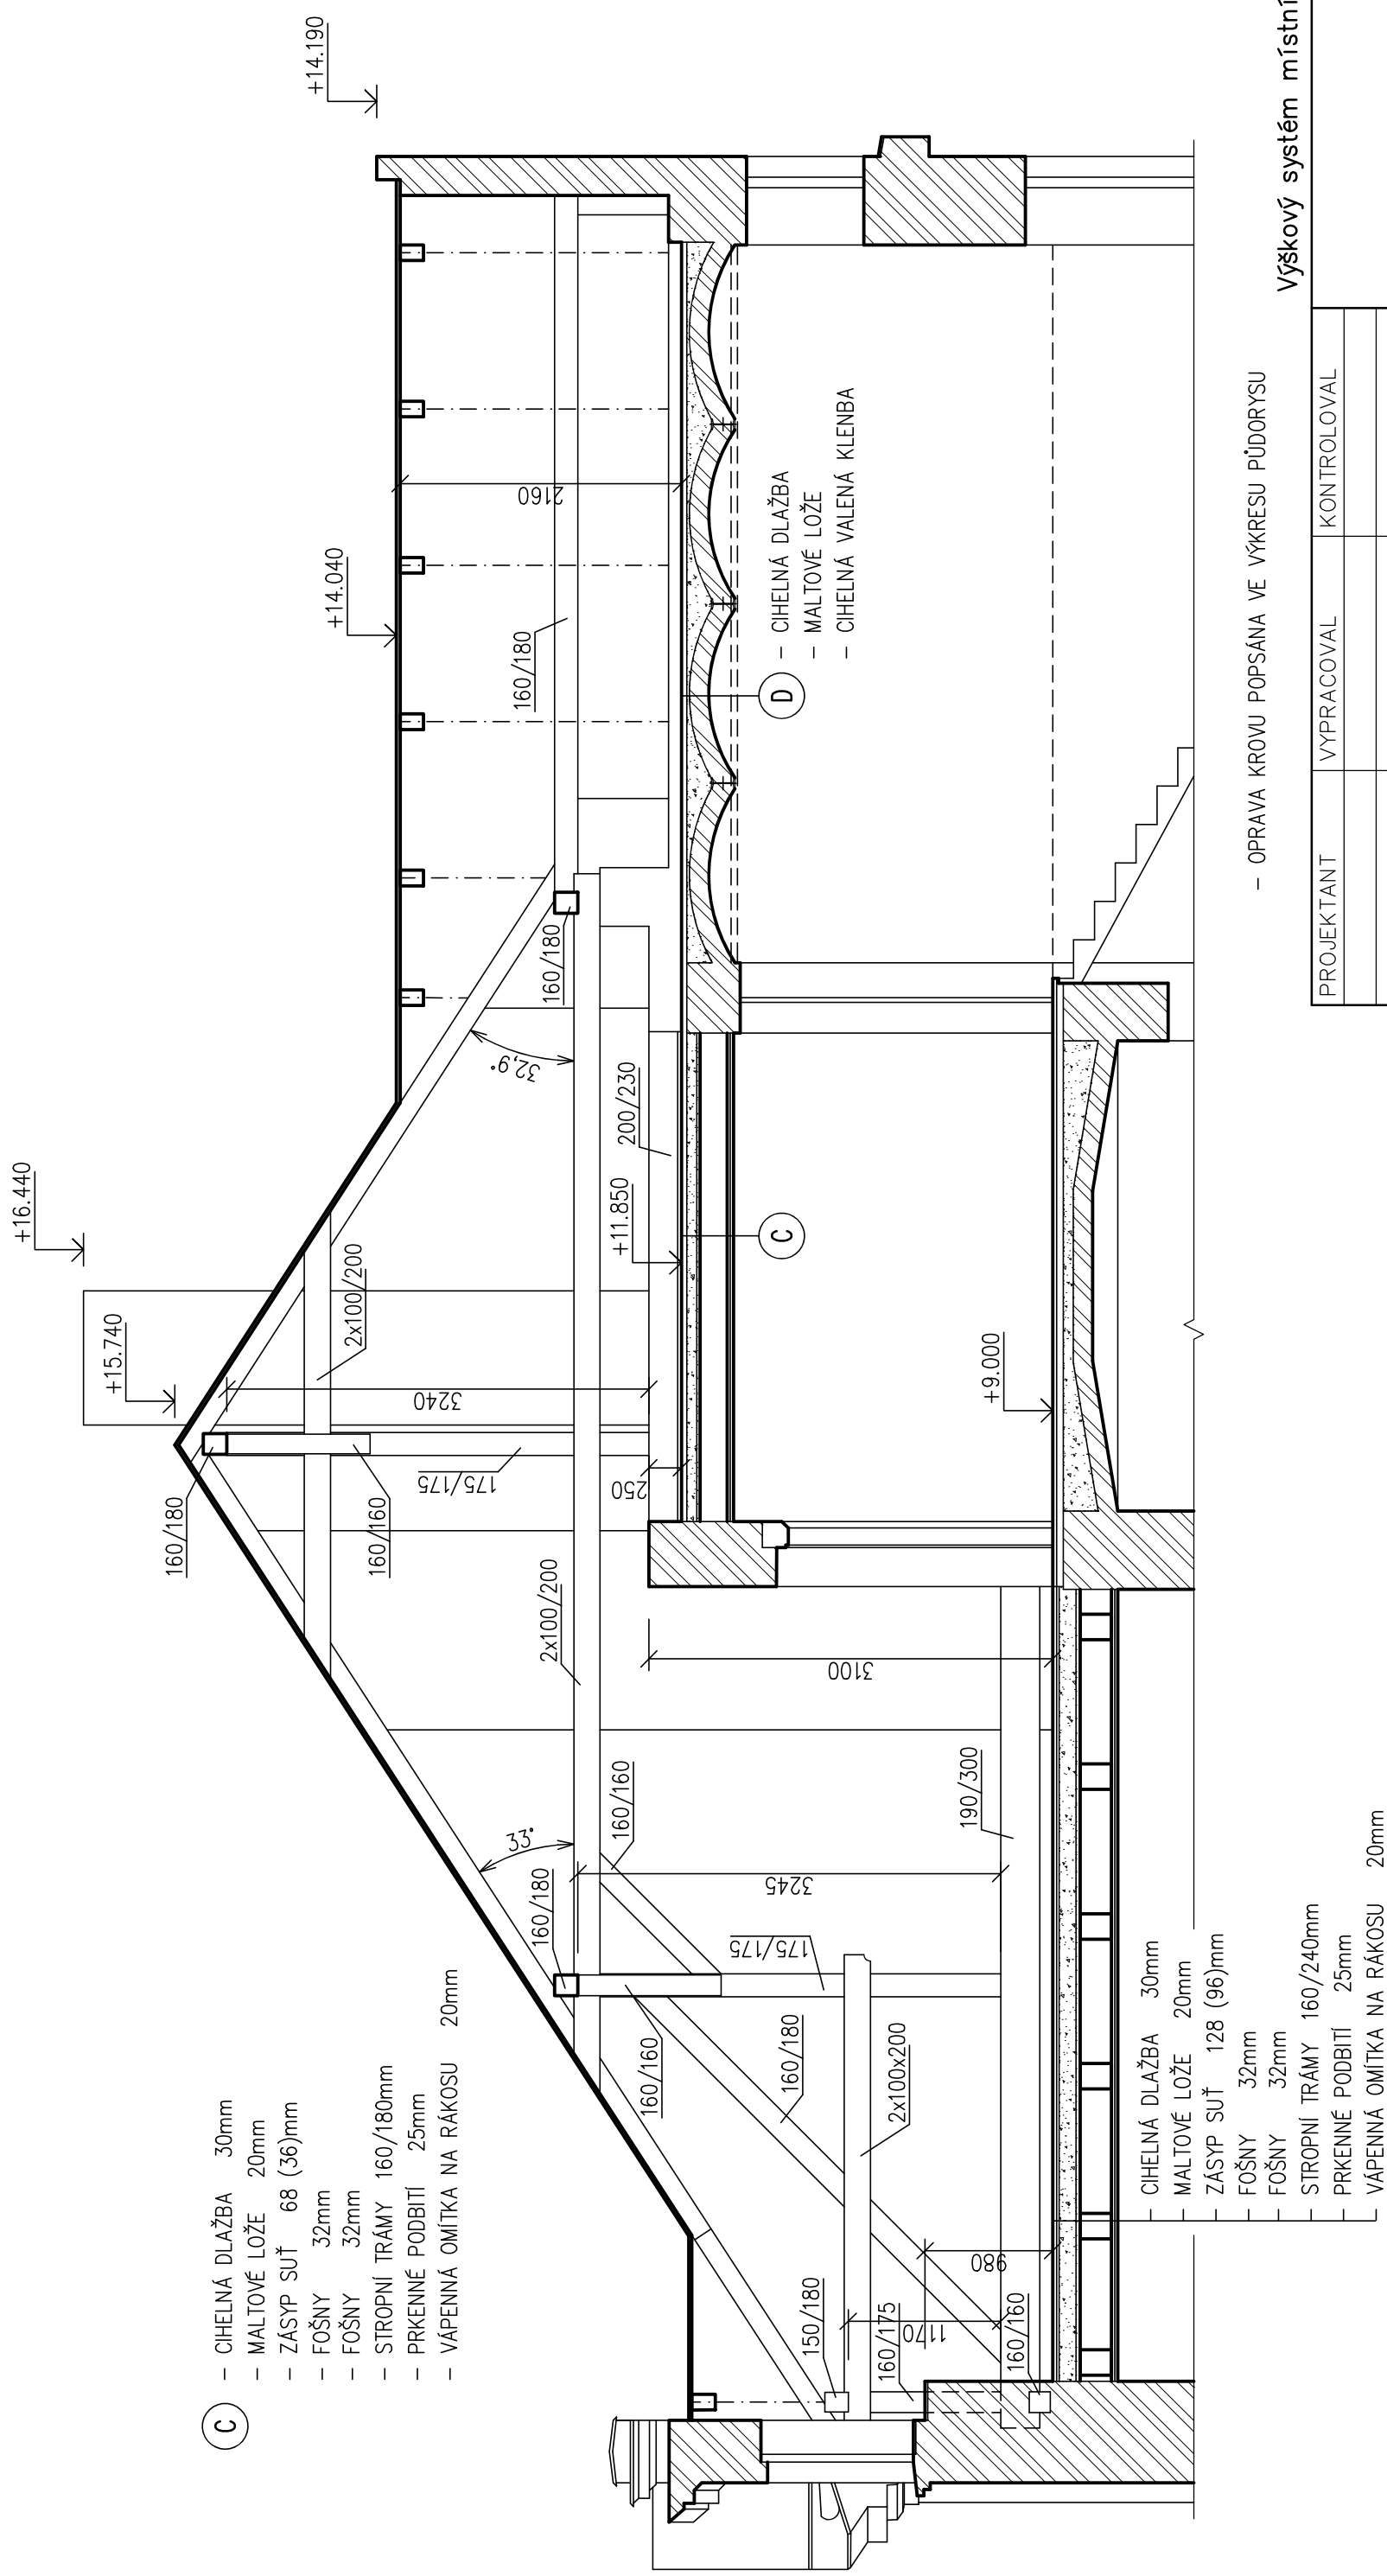 +14.190
+14.040
+16.440
+15.740
160/180
2160
160/180
32,9°
2x100/200
3240
160/180
160/160
175/175
250
200/230
+11.850
C
D
- CIHELNÁ DLAŽBA
- MALTOVÉ LOŽE
- CIHELNÁ VALENÁ KLENBA
+9.000
2x100/200
3100
33°
160/180
160/160
3245
190/300
175/175
160/160
160/180
2x100x200
980
1170
150/180
160/175
160/160
C
- CIHELNÁ DLAŽBA 30mm
- MALTOVÉ LOŽE 20mm
- ZÁSYP SUŤ 68 (36)mm
- FOŠNY 32mm
- FOŠNY 32mm
- STROPNÍ TRÁMY 160/180mm
- PRKENNÉ PODBITÍ 25mm
- VÁPENNÁ OMÍTKA NA RÁKOSU 20mm
CIHELNÁ DLAŽBA 30mm
MALTOVÉ LOŽE 20mm
ZÁSYP SUŤ 128 (96)mm
FOŠNY 32mm
FOŠNY 32mm
STROPNÍ TRÁMY 160/240mm
PRKENNÉ PODBITÍ 25mm
VÁPENNÁ OMÍTKA NA RÁKOSU 20mm
- OPRAVA KROVU POPSÁNA VE VÝKRESU PŮDORYSU
Výškový systém místní
PROJEKTANT VYPRACOVAL KONTROLOVAL